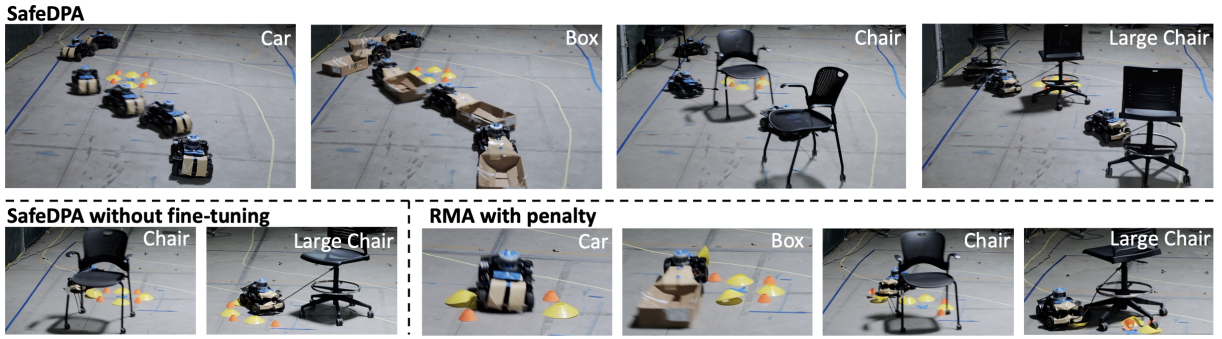 SafeDPA
Car
Box
Chair
Large Chair
SafeDPA without fine-tuning
Chair
Large Chair
RMA with penalty
Car
Box
Chair
Large Chair